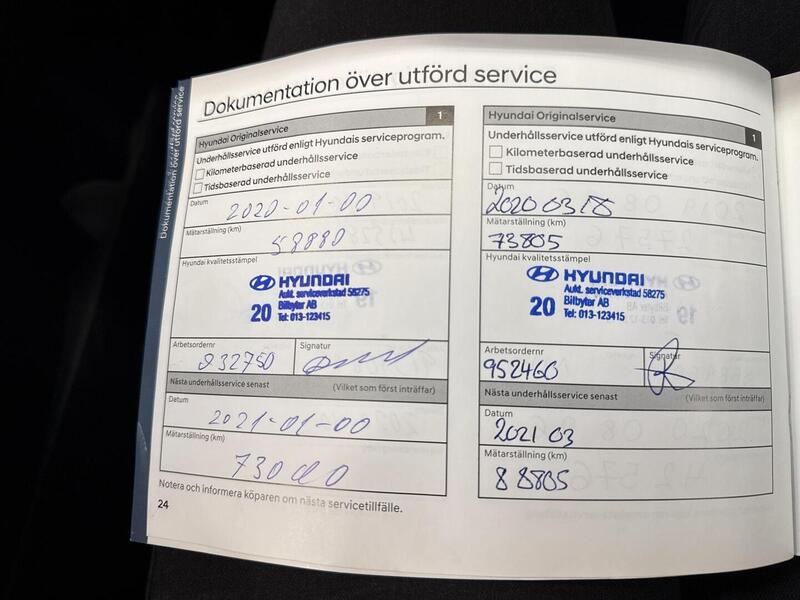 Dokumentation över utförd service
Dokumentation över utförd service
Hyundai Originalservice 1
Underhållsservice utförd enligt Hyundais serviceprogram.
Kilometerbaserad underhållsservice
Tidsbaserad underhållsservice
Datum
2020-01-00
Mätarställning (km)
58880
Hyundai kvalitetsstämpel
HYUNDAI
Aukt. serviceverkstad 58275
20 Bilbyter AB
Tel: 013-123415
Arbetsordernr Signatur
932750
Nästa underhållsservice senast (Vilket som först inträffar)
Datum
2021-01-00
Mätarställning (km)
73000
Notera och informera köparen om nästa servicetillfälle.
24
Hyundai Originalservice 1
Underhållsservice utförd enligt Hyundais serviceprogram.
Kilometerbaserad underhållsservice
Tidsbaserad underhållsservice
Datum
2020 03 18
Mätarställning (km)
73805
Hyundai kvalitetsstämpel
HYUNDAI
Aukt. serviceverkstad 58275
20 Bilbyter AB
Tel: 013-123415
Arbetsordernr Signatur
952460
Nästa underhållsservice senast (Vilket som först inträffar)
Datum
2021 03
Mätarställning (km)
88805